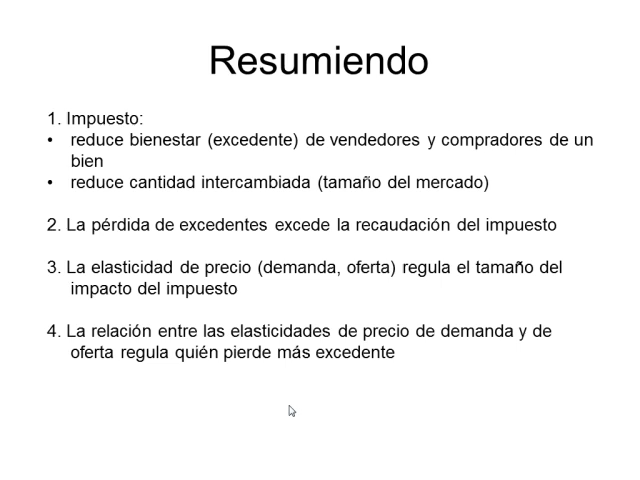 Resumiendo
1. Impuesto:
• reduce bienestar (excedente) de vendedores y compradores de un
bien
• reduce cantidad intercambiada (tamaño del mercado)
2. La pérdida de excedentes excede la recaudación del impuesto
3. La elasticidad de precio (demanda, oferta) regula el tamaño del
impacto del impuesto
4. La relación entre las elasticidades de precio de demanda y de
oferta regula quién pierde más excedente